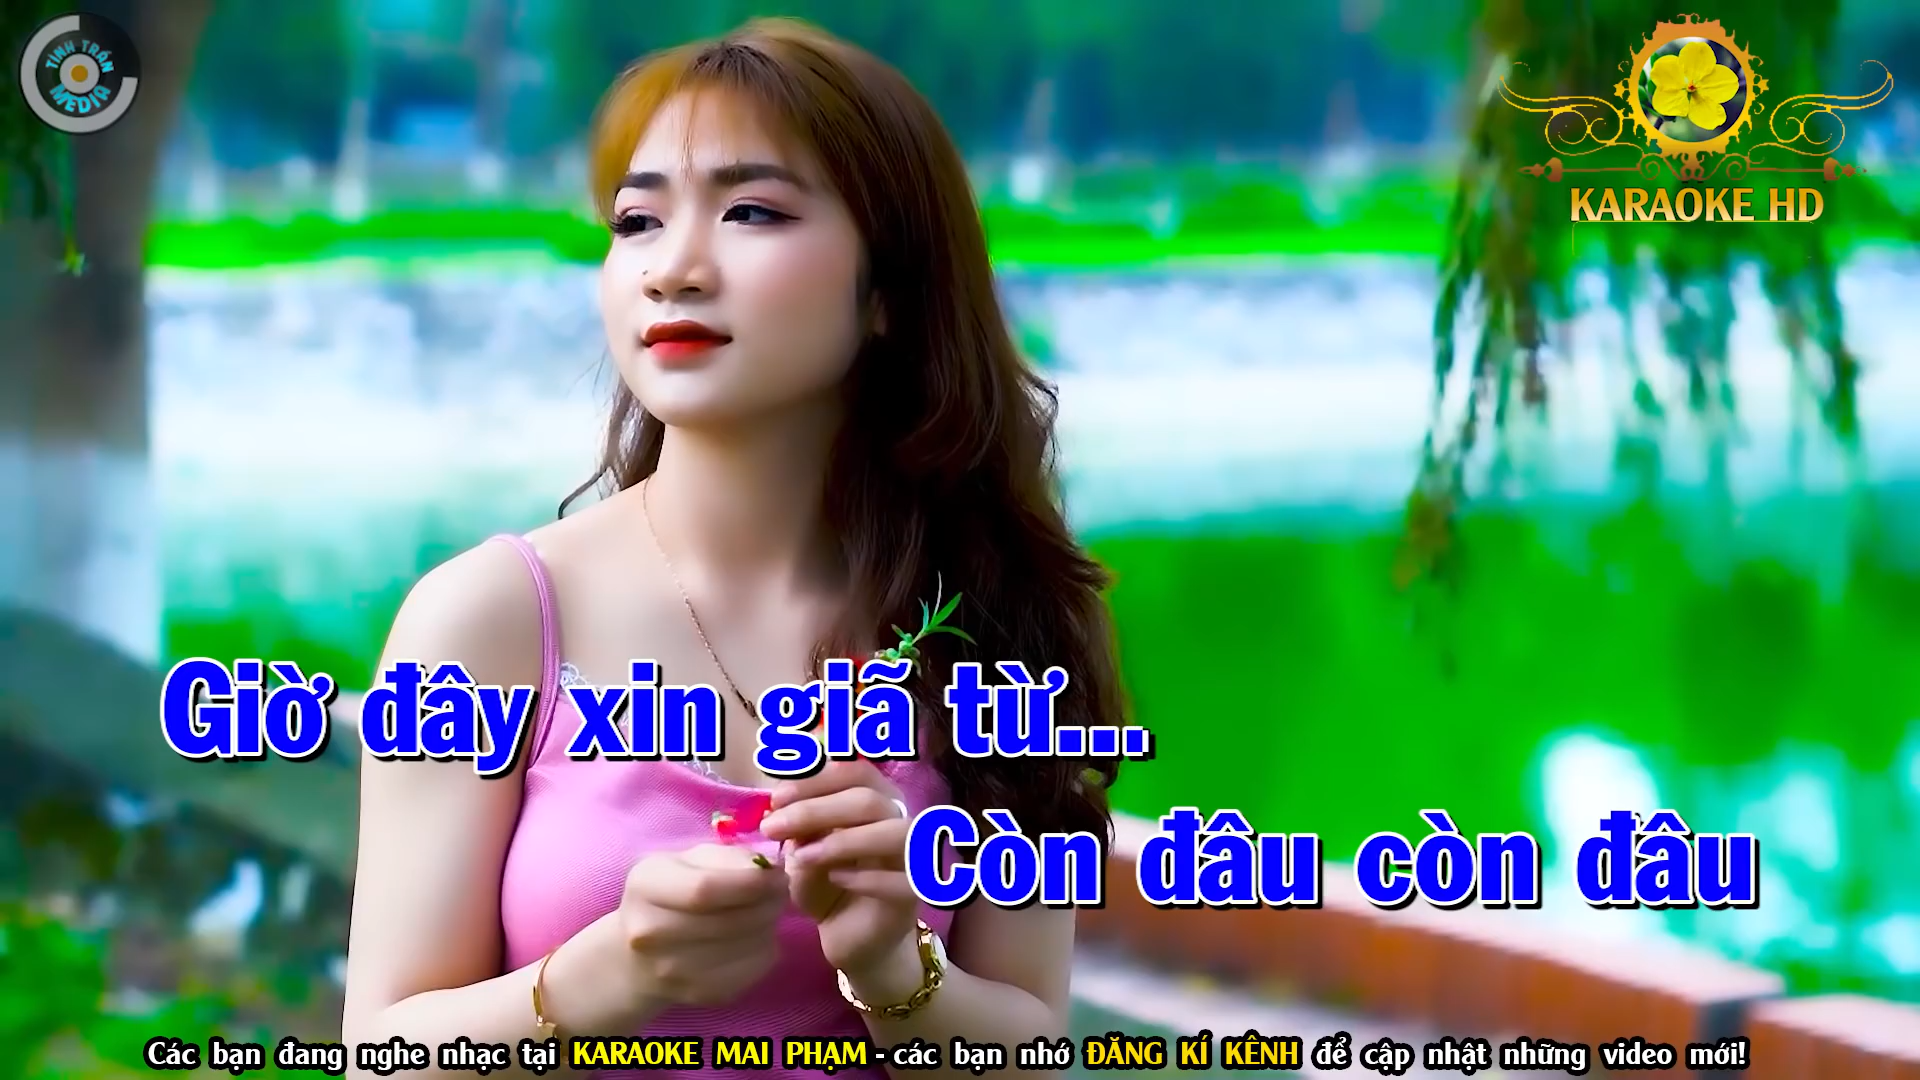 TÌNH TRẦN
MEDIA
KARAOKE HD
Giờ đây xin giã từ...
Còn đâu còn đâu
Các bạn đang nghe nhạc tại KARAOKE MAI PHẠM - các bạn nhớ ĐĂNG KÍ KÊNH để cập nhật những video mới!